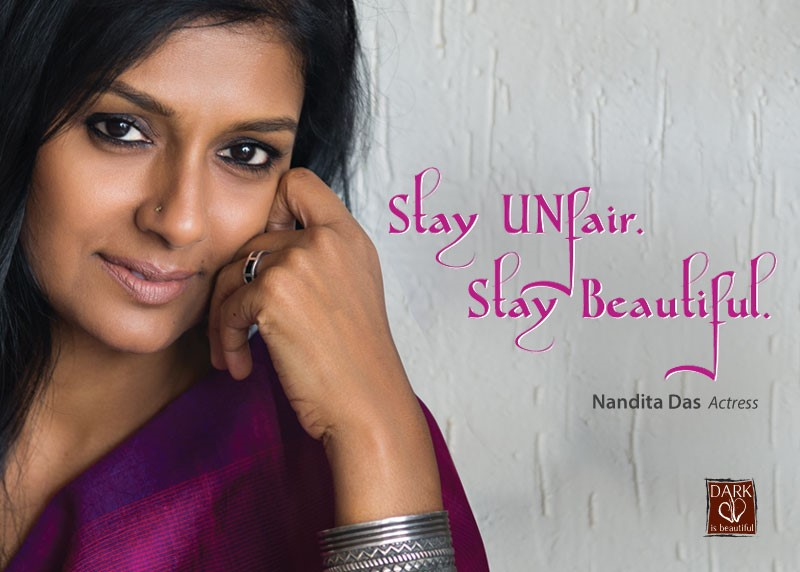 Stay UNfair.
Stay Beautiful.
Nandita Das Actress
DARK
is beautiful